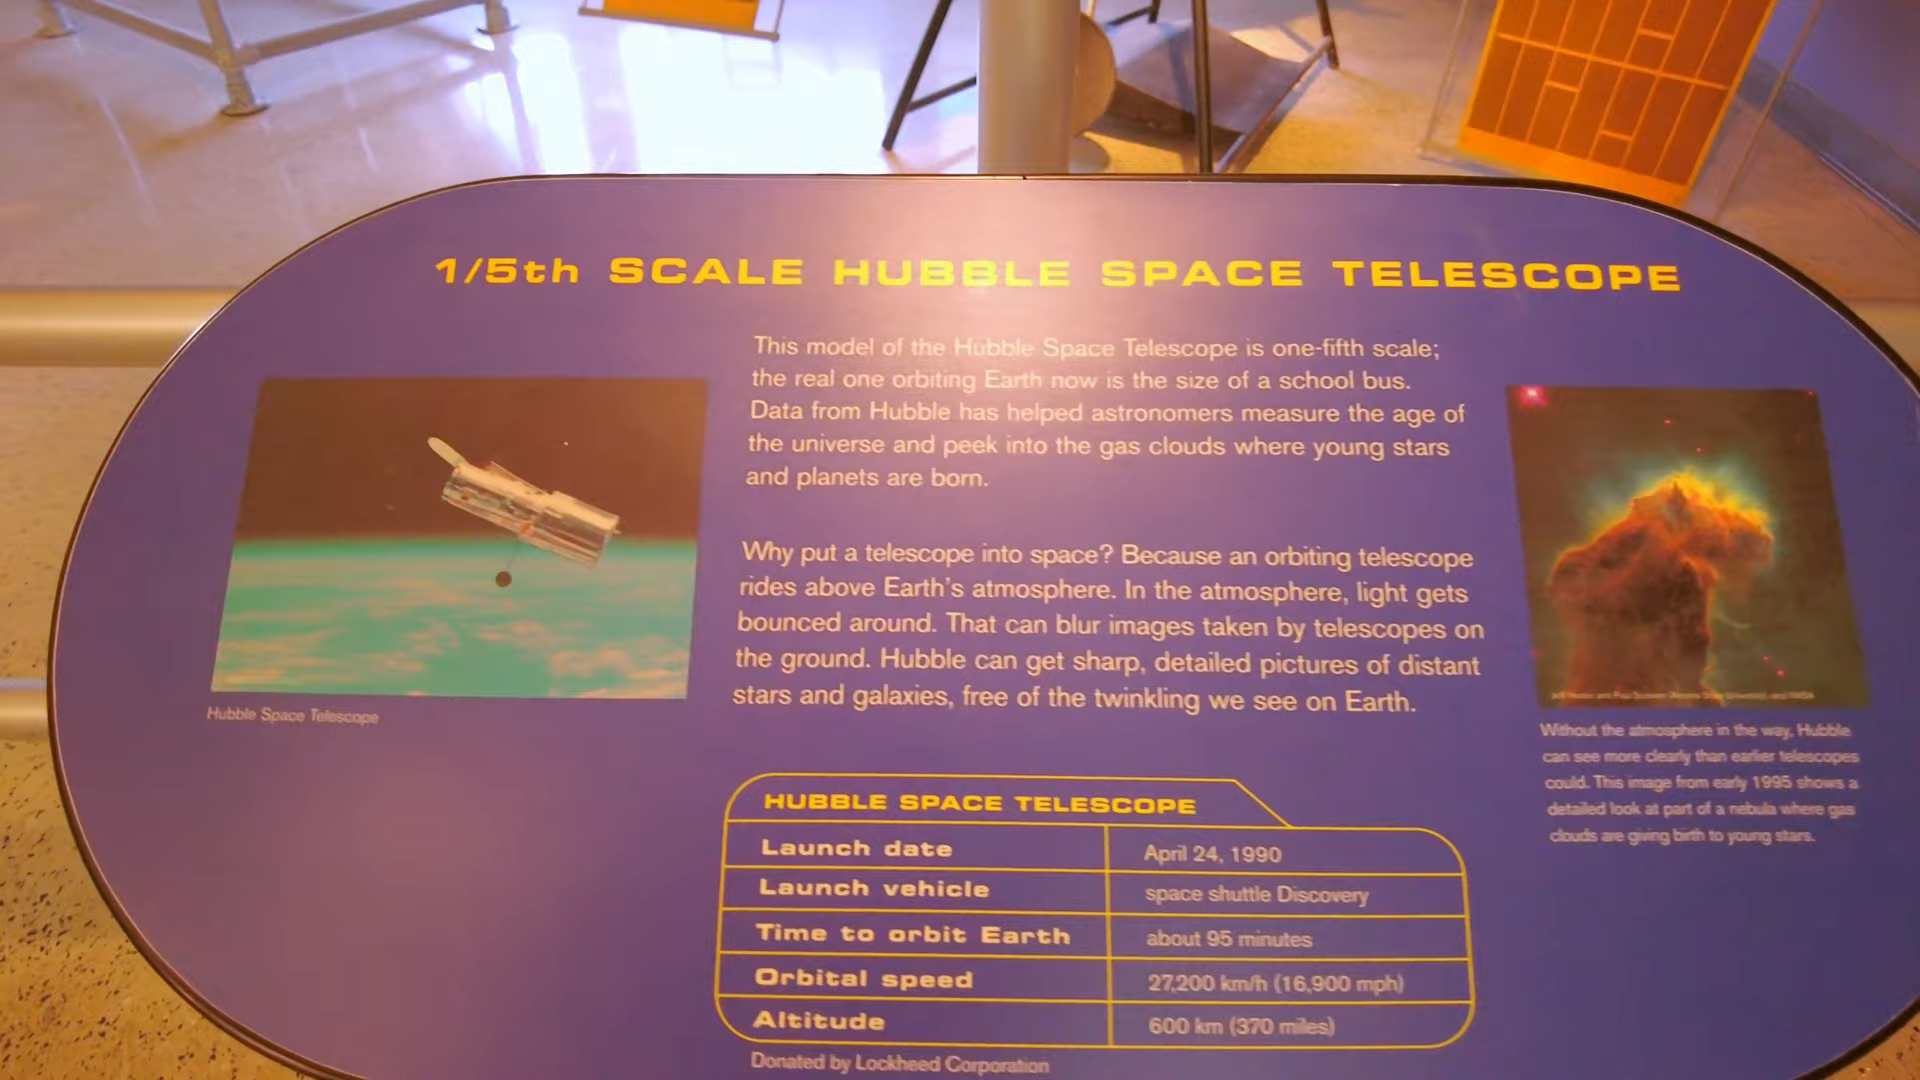 1/5th SCALE HUBBLE SPACE TELESCOPE
This model of the Hubble Space Telescope is one-fifth scale;
the real one orbiting Earth now is the size of a school bus.
Data from Hubble has helped astronomers measure the age of
the universe and peek into the gas clouds where young stars
and planets are born.
Why put a telescope into space? Because an orbiting telescope
rides above Earth's atmosphere. In the atmosphere, light gets
bounced around. That can blur images taken by telescopes on
the ground. Hubble can get sharp, detailed pictures of distant
stars and galaxies, free of the twinkling we see on Earth.
Hubble Space Telescope
Without the atmosphere in the way, Hubble
can see more clearly than earlier telescopes
could. This image from early 1995 shows a
detailed look at part of a nebula where gas
clouds are giving birth to young stars.
HUBBLE SPACE TELESCOPE
Launch date April 24, 1990
Launch vehicle space shuttle Discovery
Time to orbit Earth about 95 minutes
Orbital speed 27,200 km/h (16,900 mph)
Altitude 600 km (370 miles)
Donated by Lockheed Corporation